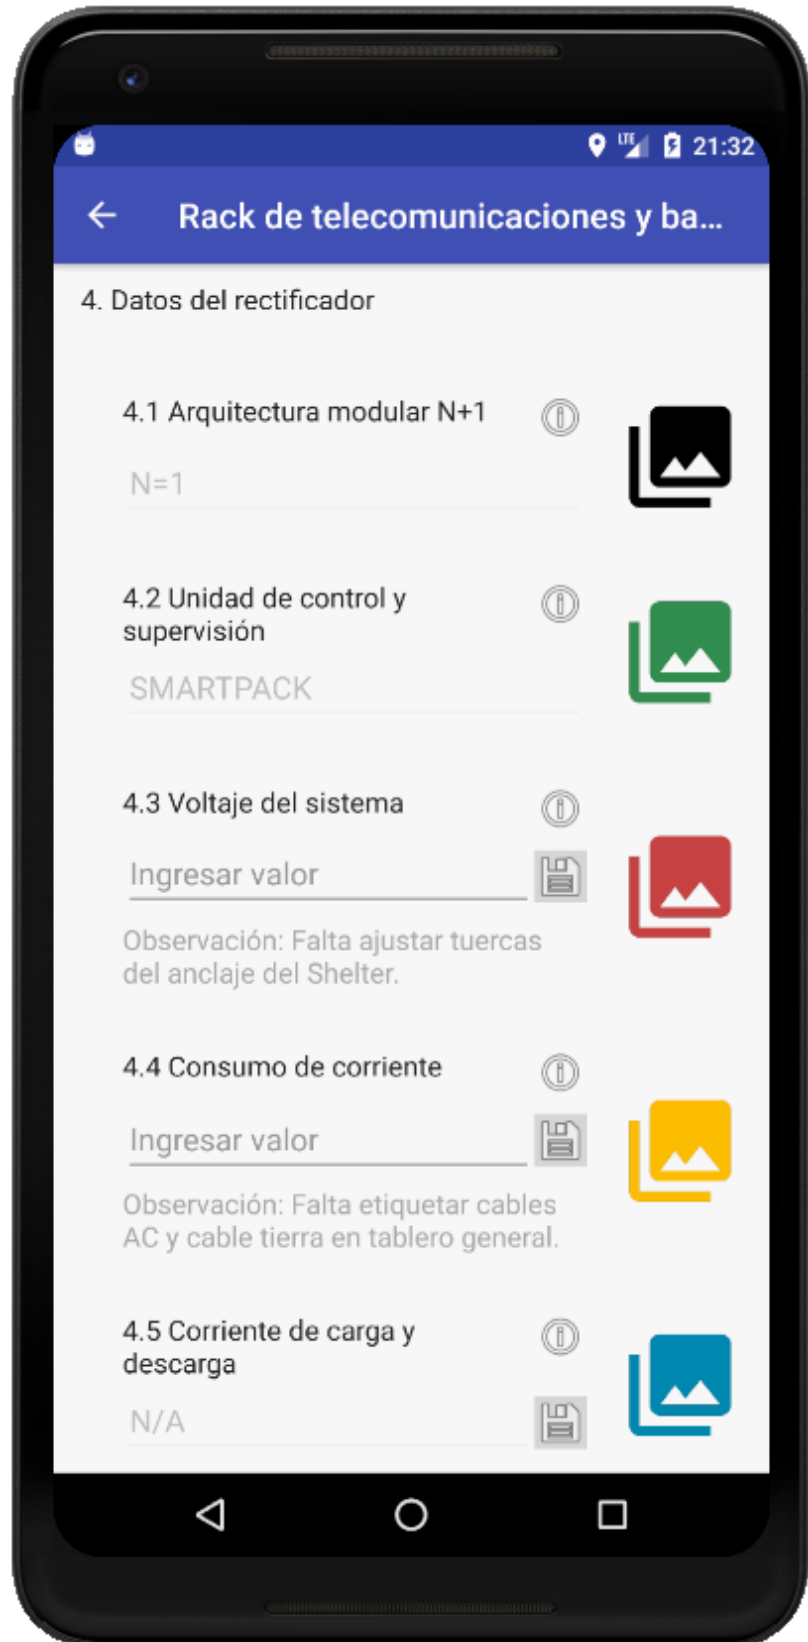 LTE 21:32
Rack de telecomunicaciones y ba...
4. Datos del rectificador
4.1 Arquitectura modular N+1
N=1
4.2 Unidad de control y
supervisión
SMARTPACK
4.3 Voltaje del sistema
Ingresar valor
Observación: Falta ajustar tuercas
del anclaje del Shelter.
4.4 Consumo de corriente
Ingresar valor
Observación: Falta etiquetar cables
AC y cable tierra en tablero general.
4.5 Corriente de carga y
descarga
N/A